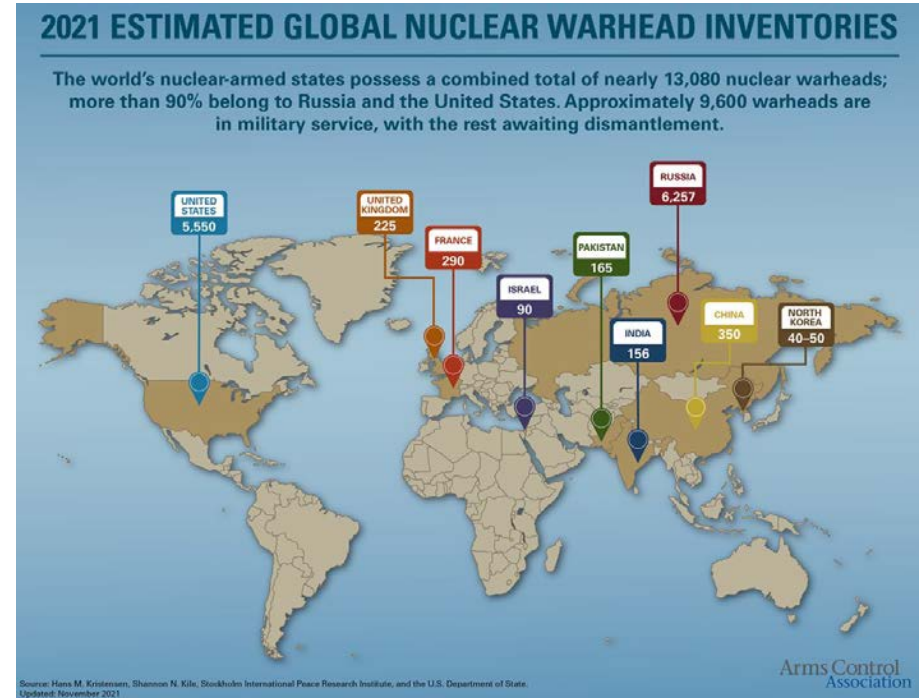 2021 ESTIMATED GLOBAL NUCLEAR WARHEAD INVENTORIES
The world's nuclear-armed states possess a combined total of nearly 13,080 nuclear warheads;
more than 90% belong to Russia and the United States. Approximately 9,600 warheads are
in military service, with the rest awaiting dismantlement.
RUSSIA
6,257
UNITED
STATES
5,550
UNITED
KINGDOM
225
FRANCE
290
PAKISTAN
165
ISRAEL
90
INDIA
156
CHINA
350
NORTH
KOREA
40–50
Arms Control
Association
Source: Hans M. Kristensen, Shannon N. Kile, Stockholm International Peace Research Institute, and the U.S. Department of State.
Updated: November 2021